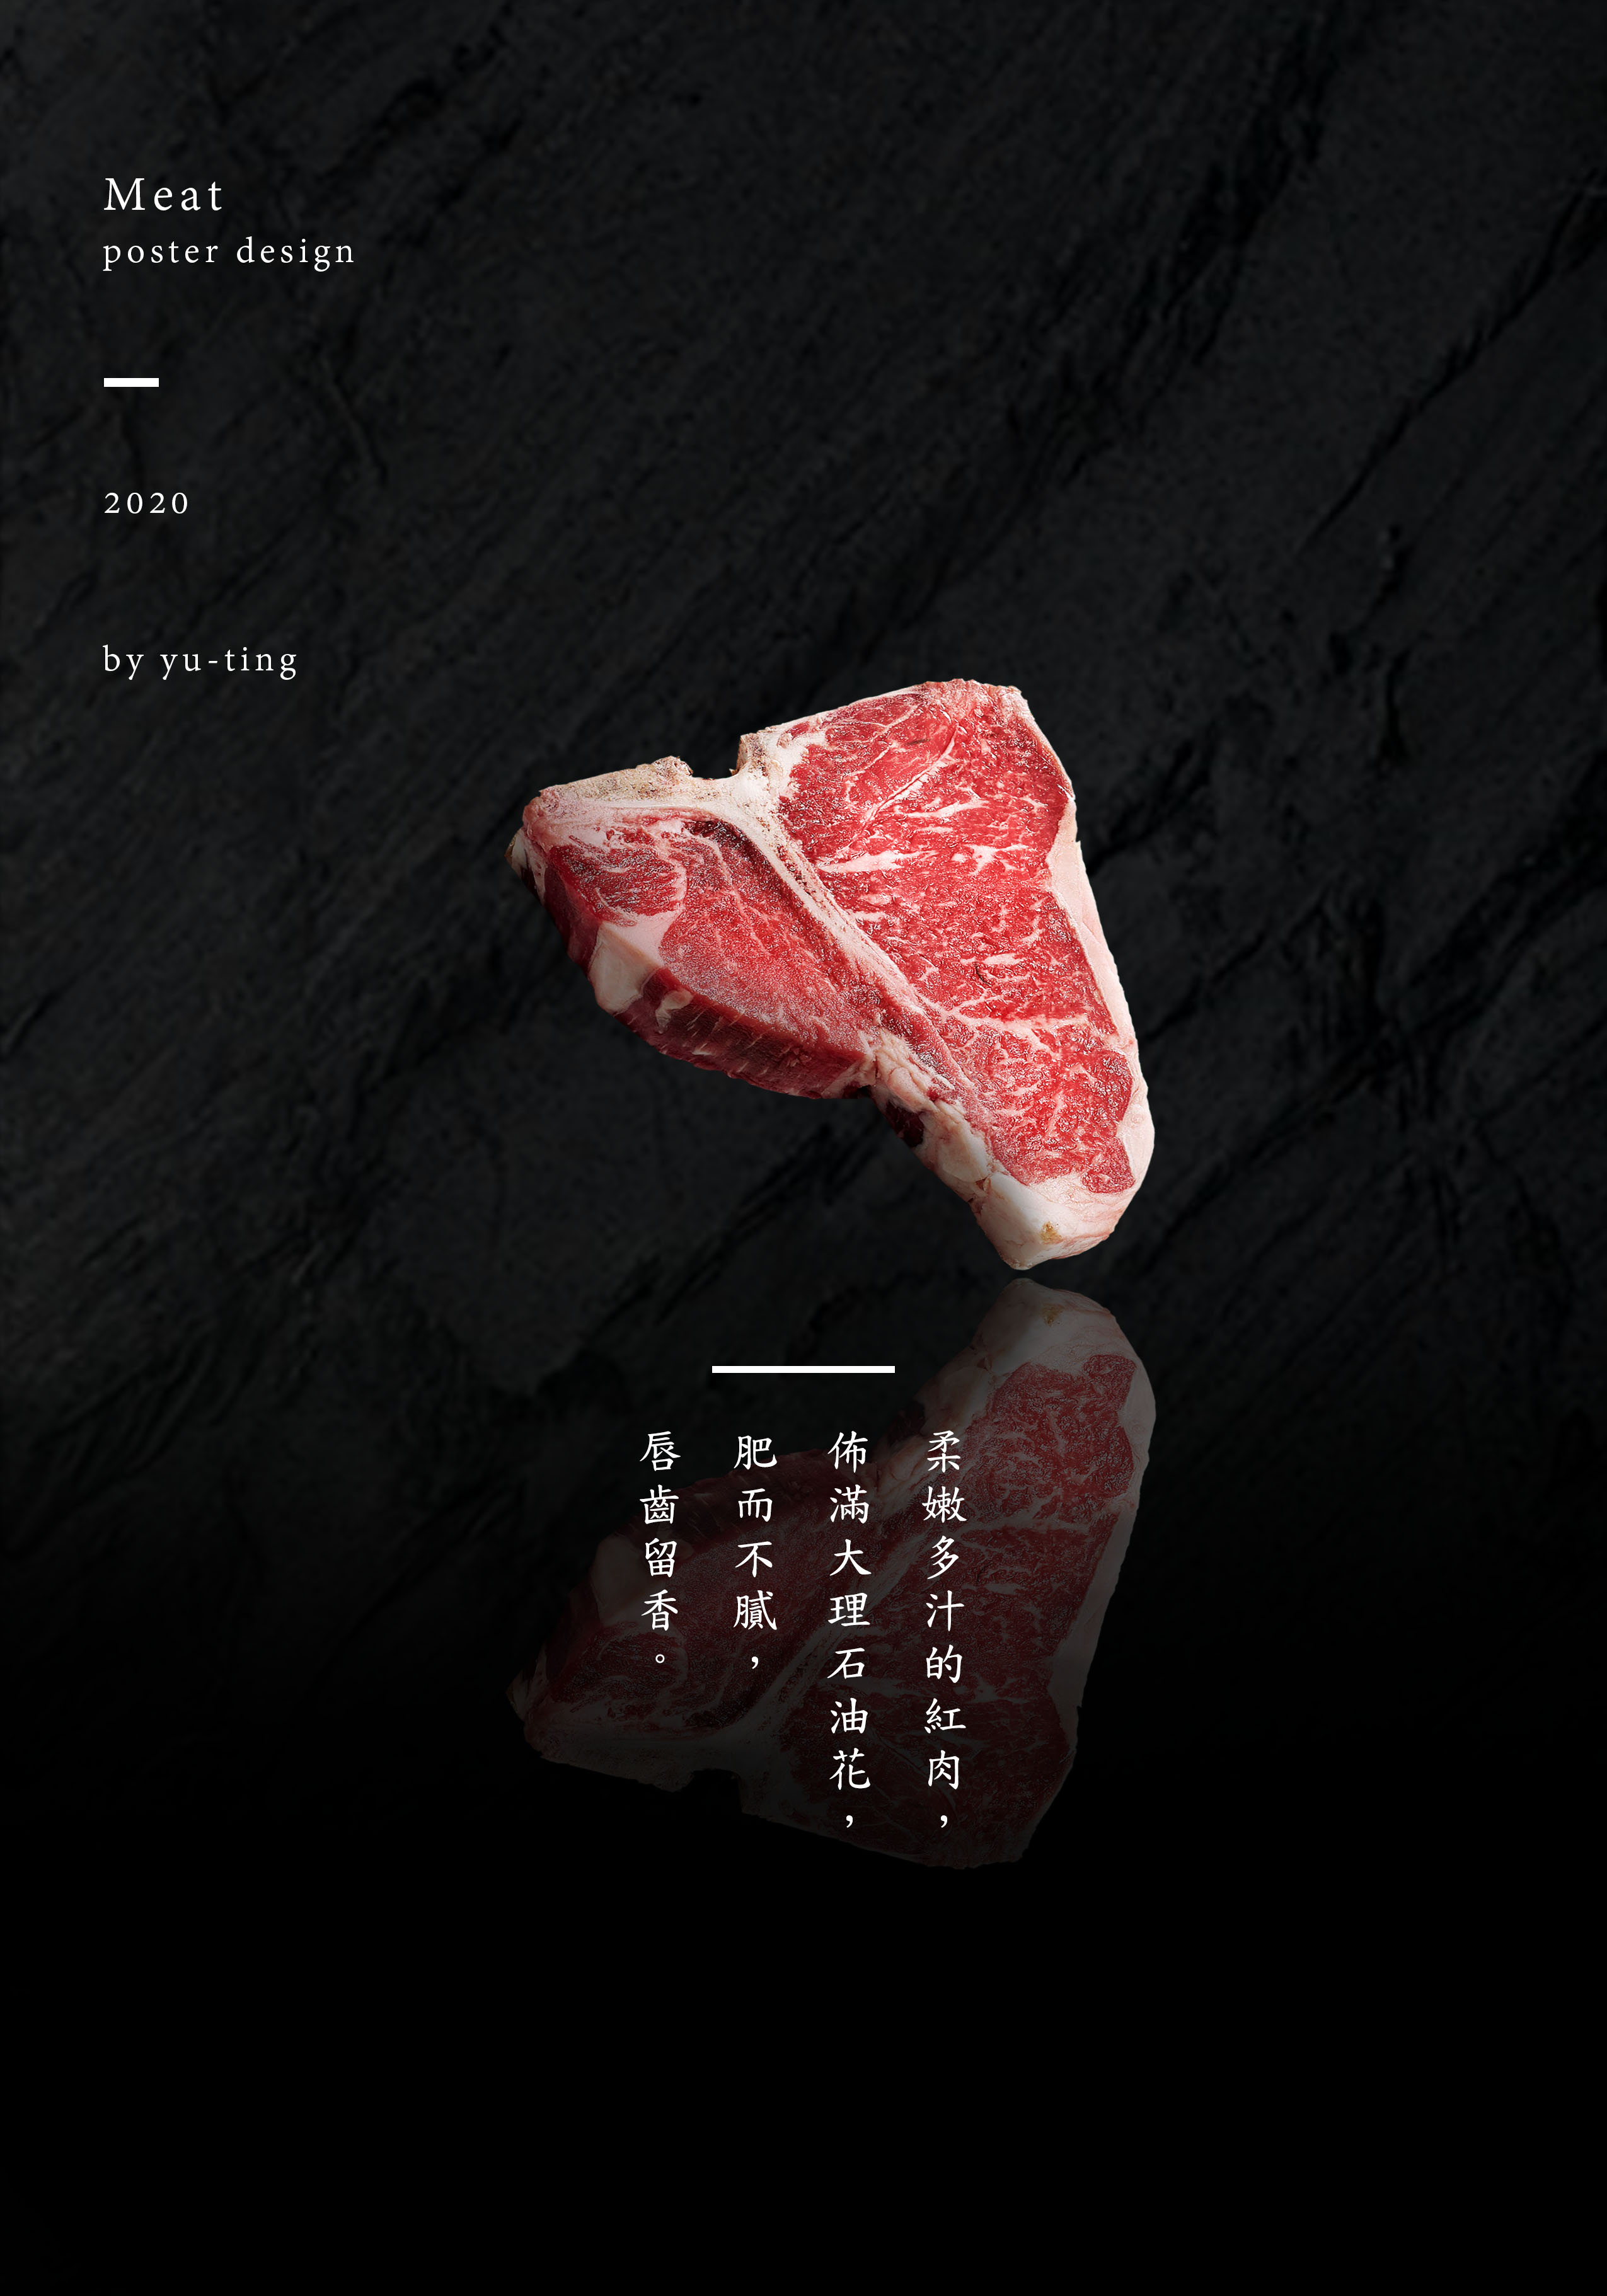 Meat
poster design
2020
by yu-ting
柔嫩多汁的紅肉，
佈滿大理石油花，
肥而不膩，
唇齒留香。